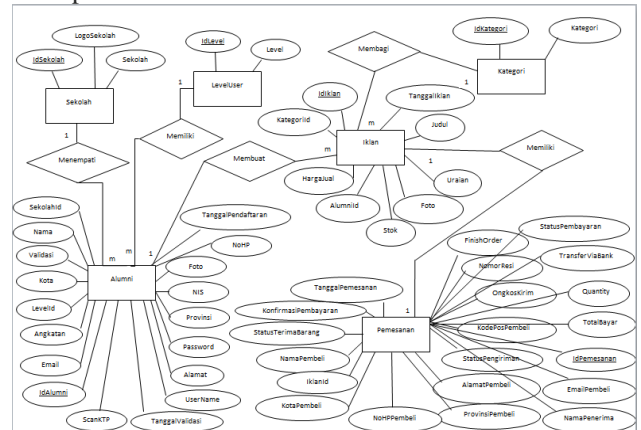 LogoSekolah
IdSekolah
Sekolah
Sekolah
1
Menempati
IdLevel
Level
LevelUser
1
Memiliki
Membagi
IdKategori
Kategori
Kategori
1
m
IdIklan
TanggalIklan
KategoriId
Judul
Iklan
m
1
Membuat
HargaJual
Uraian
AlumniId
Foto
Stok
Memiliki
SekolahId
Nama
Validasi
Kota
LevelId
Angkatan
Email
IdAlumni
ScanKTP
TanggalValidasi
UserName
Alamat
Password
Provinsi
NIS
Foto
NoHP
TanggalPendaftaran
m
m
1
Alumni
TanggalPemesanan
KonfirmasiPembayaran
StatusTerimaBarang
NamaPembeli
IklanId
KotaPembeli
NoHPPembeli
1
Pemesanan
FinishOrder
StatusPembayaran
NomorResi
TransferViaBank
OngkosKirim
Quantity
KodePosPembeli
TotalBayar
StatusPengiriman
IdPemesanan
AlamatPembeli
EmailPembeli
ProvinsiPembeli
NamaPenerima